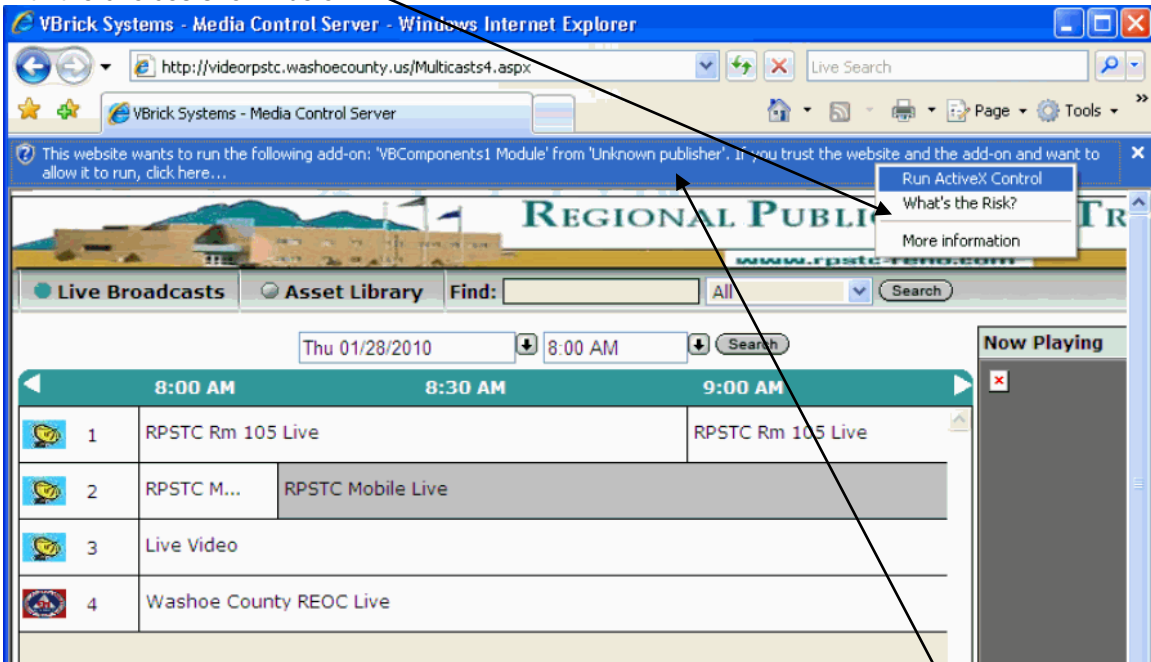 VBrick Systems - Media Control Server - Windows Internet Explorer
http://videorpstc.washoecounty.us/Multicasts4.aspx
Live Search
VBrick Systems - Media Control Server
Page
Tools
»
This website wants to run the following add-on: 'VBComponents1 Module' from 'Unknown publisher'. If you trust the website and the add-on and want to
allow it to run, click here...
Run ActiveX Control
What's the Risk?
More information
REGIONAL PUBLIC TR
www.rpstc-reno.com
Live Broadcasts
Asset Library
Find:
All
Search
Thu 01/28/2010
8:00 AM
Search
Now Playing
8:00 AM
8:30 AM
9:00 AM
1
RPSTC Rm 105 Live
RPSTC Rm 105 Live
2
RPSTC M...
RPSTC Mobile Live
3
Live Video
4
Washoe County REOC Live